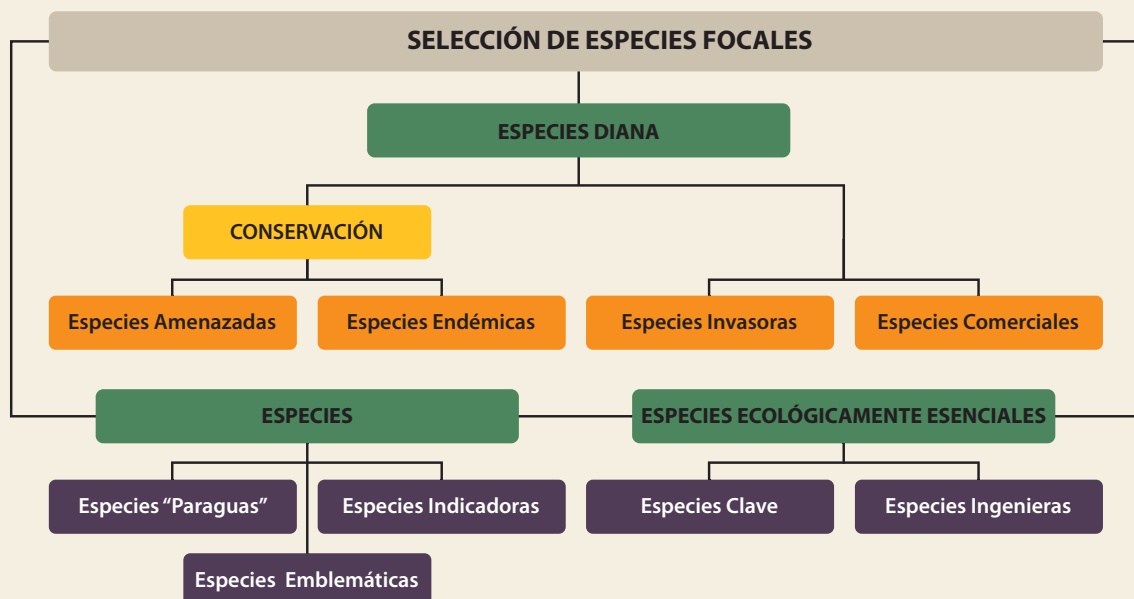 SELECCIÓN DE ESPECIES FOCALES
ESPECIES DIANA
CONSERVACIÓN
Especies Amenazadas
Especies Endémicas
Especies Invasoras
Especies Comerciales
ESPECIES
ESPECIES ECOLÓGICAMENTE ESENCIALES
Especies “Paraguas”
Especies Indicadoras
Especies Clave
Especies Ingenieras
Especies Emblemáticas